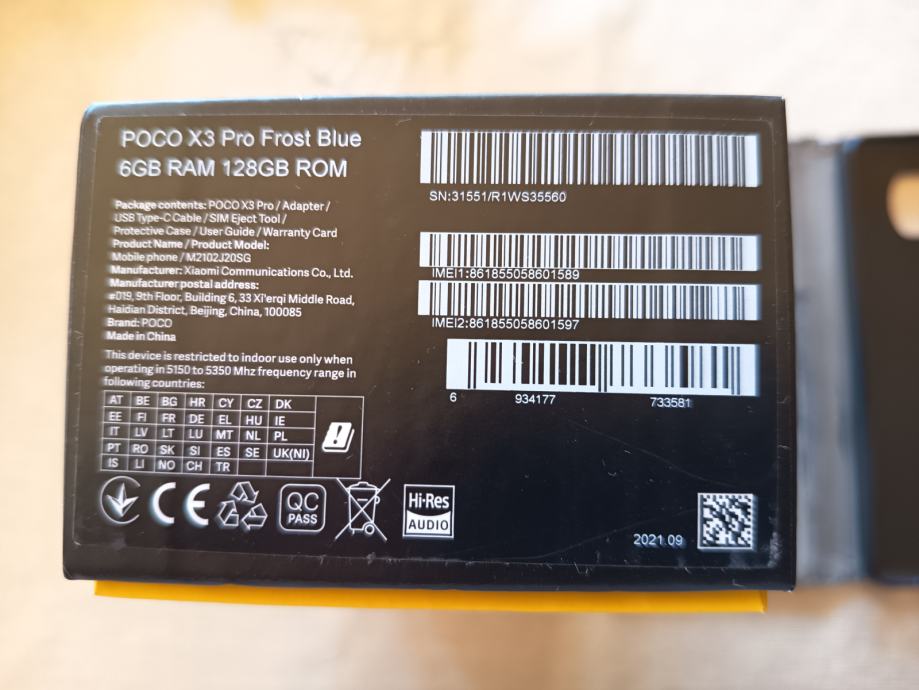 POCO X3 Pro Frost Blue
6GB RAM 128GB ROM
Package contents: POCO X3 Pro / Adapter /
USB Type-C Cable / SIM Eject Tool /
Protective Case / User Guide / Warranty Card
Product Name / Product Model:
Mobile phone / M2102J20SG
Manufacturer: Xiaomi Communications Co., Ltd.
Manufacturer postal address:
#019, 9th Floor, Building 6, 33 Xi'erqi Middle Road,
Haidian District, Beijing, China, 100085
Brand: POCO
Made in China
This device is restricted to indoor use only when
operating in 5150 to 5350 Mhz frequency range in
following countries:
AT BE BG HR CY CZ DK
EE FI FR DE EL HU IE
IT LV LT LU MT NL PL
PT RO SK SI ES SE UK(NI)
IS LI NO CH TR
CE
QC
PASS
Hi-Res
AUDIO
SN:31551/R1WS35560
IMEI1:861855058601589
IMEI2:861855058601597
6 934177 733581
2021.09